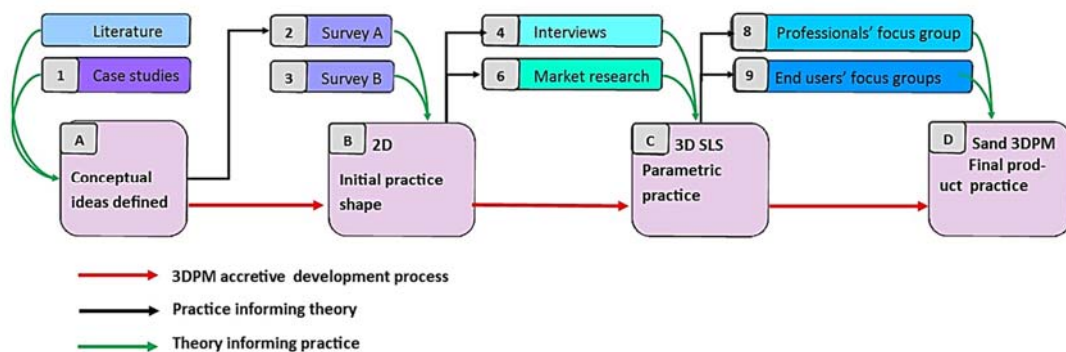 Literature
1 Case studies
2 Survey A
3 Survey B
4 Interviews
6 Market research
8 Professionals' focus group
9 End users' focus groups
A
Conceptual
ideas defined
B 2D
Initial practice
shape
C 3D SLS
Parametric
practice
D Sand 3DPM
Final prod-
uct practice
3DPM accretive development process
Practice informing theory
Theory informing practice